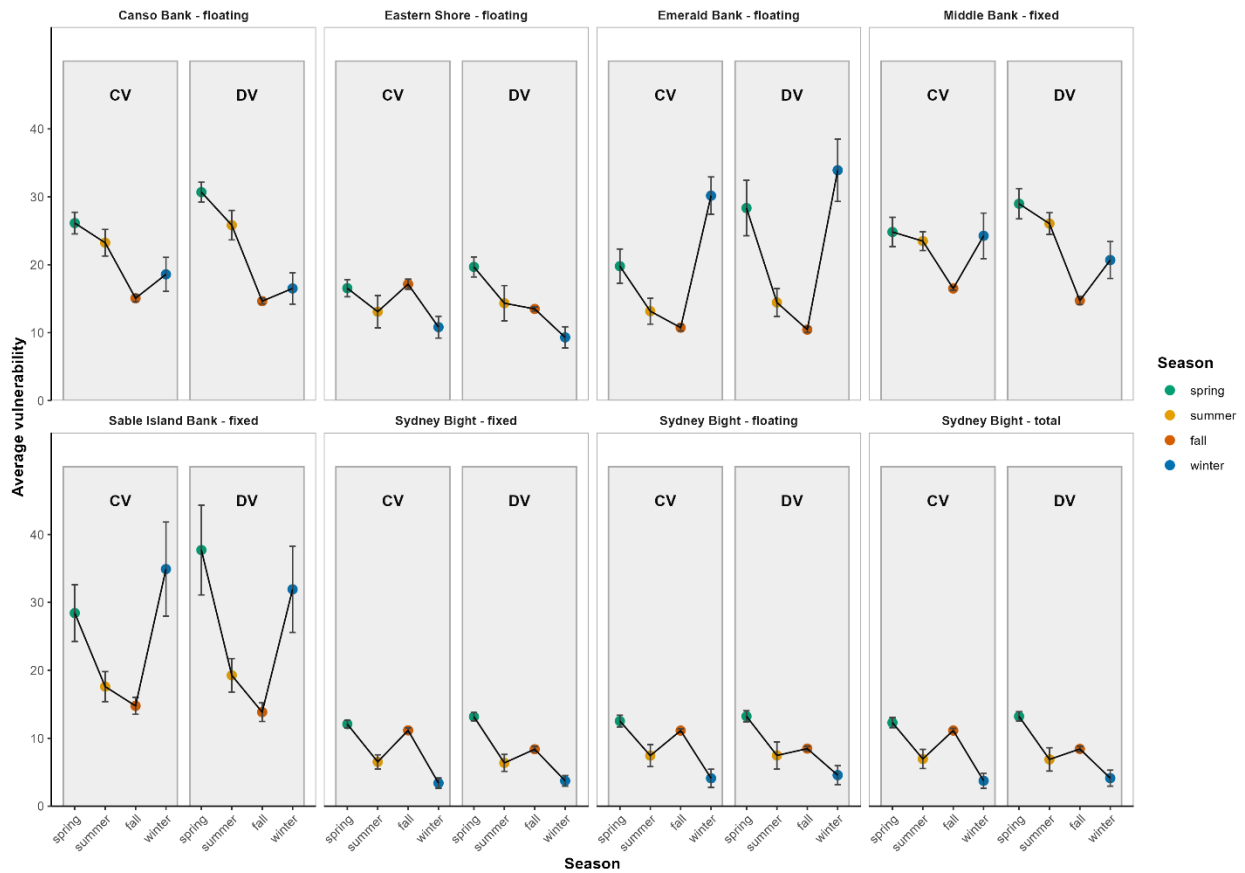 Canso Bank - floating
Eastern Shore - floating
Emerald Bank - floating
Middle Bank - fixed
CV
DV
CV
DV
CV
DV
CV
DV
40
30
20
10
0
Sable Island Bank - fixed
Sydney Bight - fixed
Sydney Bight - floating
Sydney Bight - total
CV
DV
CV
DV
CV
DV
CV
DV
40
30
20
10
0
Average vulnerability
spring
summer
fall
winter
spring
summer
fall
winter
spring
summer
fall
winter
spring
summer
fall
winter
spring
summer
fall
winter
spring
summer
fall
winter
spring
summer
fall
winter
spring
summer
fall
winter
Season
Season
spring
summer
fall
winter